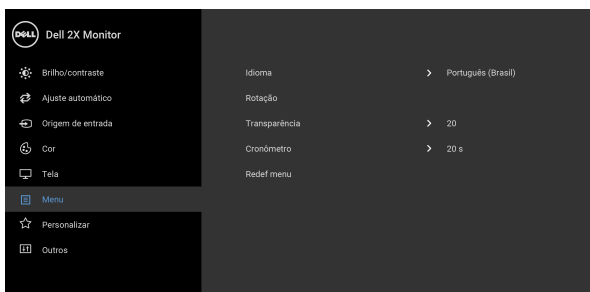 DELL Dell 2X Monitor
Brilho/contraste
Ajuste automático
Origem de entrada
Cor
Tela
Menu
Personalizar
Outros
Idioma > Português (Brasil)
Rotação
Transparência > 20
Cronômetro > 20 s
Redef menu